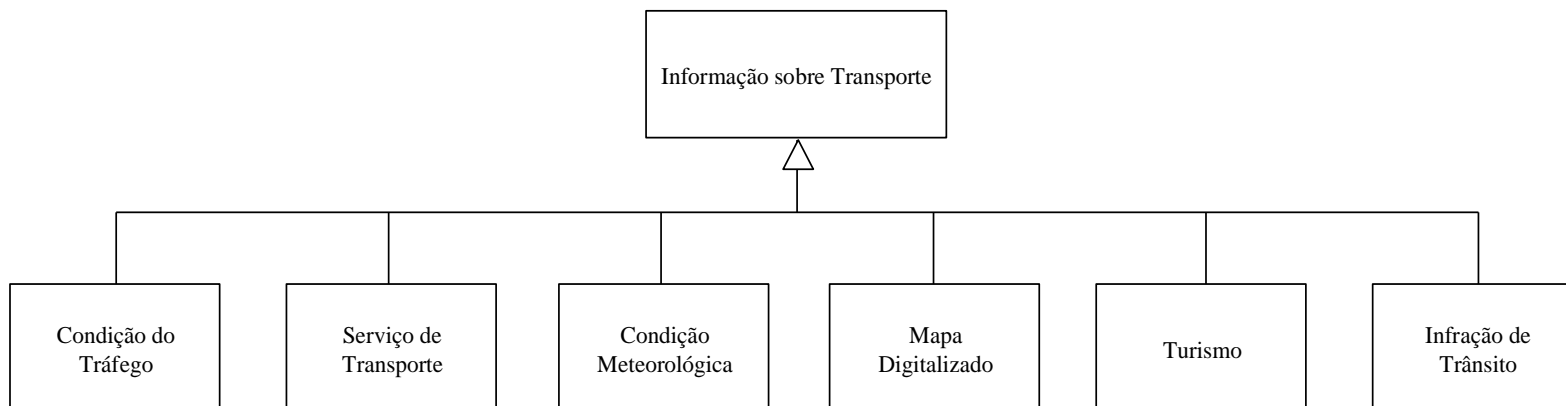 Informação sobre Transporte
Condição do
Tráfego
Serviço de
Transporte
Condição
Meteorológica
Mapa
Digitalizado
Turismo
Infração de
Trânsito